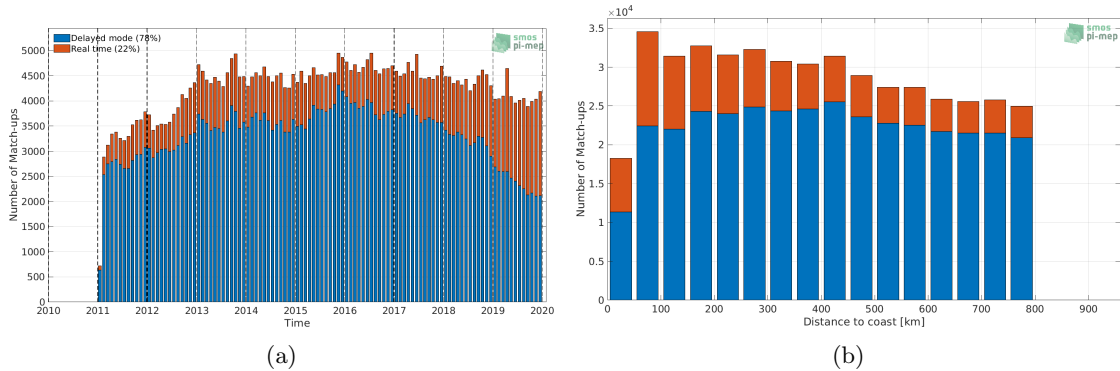 Delayed mode (78%)
Real time (22%)
smos
pi-mep
Number of Match-ups
5000
4500
4000
3500
3000
2500
2000
1500
1000
500
0
2010 2011 2012 2013 2014 2015 2016 2017 2018 2019 2020
Time
(a)
×10⁴
smos
pi-mep
Number of Match-ups
3.5
3
2.5
2
1.5
1
0.5
0
0 100 200 300 400 500 600 700 800 900
Distance to coast [km]
(b)